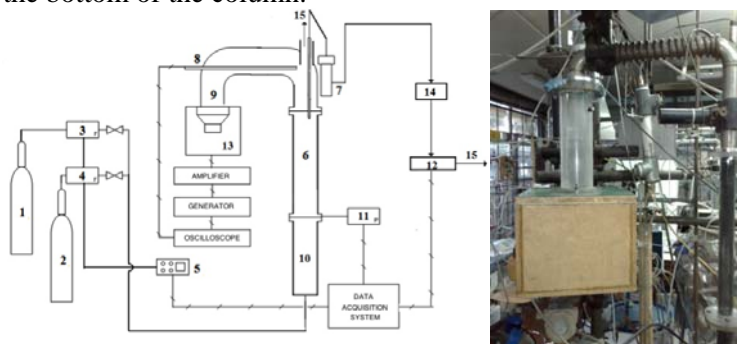 the bottom of the column.
15
8
9
7
14
3
F
13
6
12
15
4
F
AMPLIFIER
1
GENERATOR
11
P
2
OSCILLOSCOPE
10
5
DATA
ACQUISITION
SYSTEM